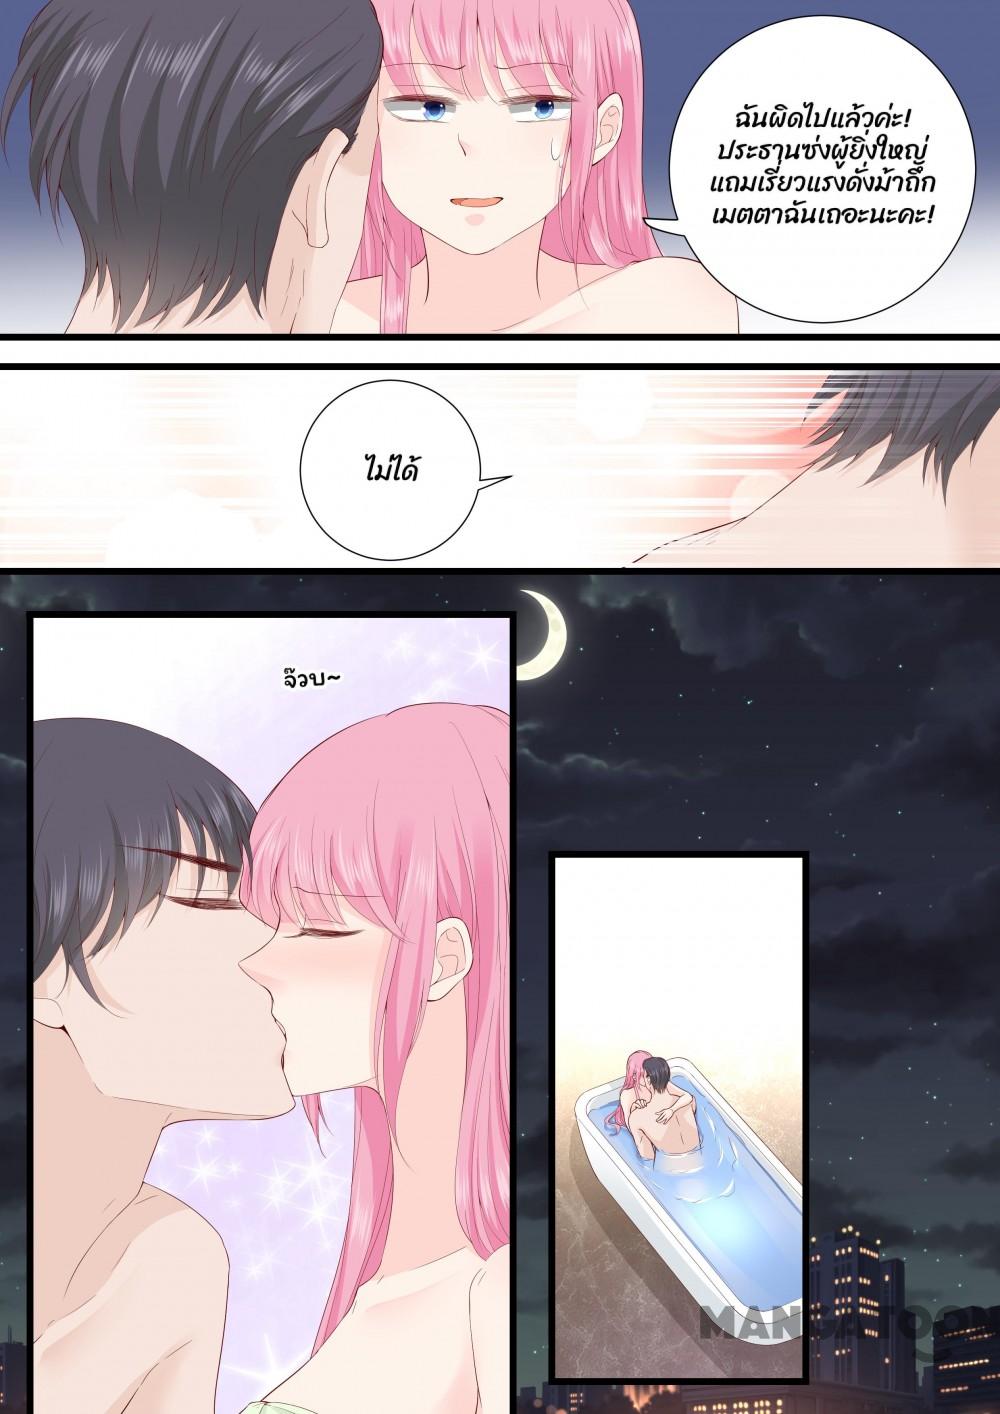 ฉันผิดไปแล้วค่ะ!
ประธานซ่งผู้ยิ่งใหญ่
แถมเรี่ยวแรงดั่งม้าถึก
เมตตาฉันเถอะนะคะ!
ไม่ได้
จ๊วบ~
MANGATOON